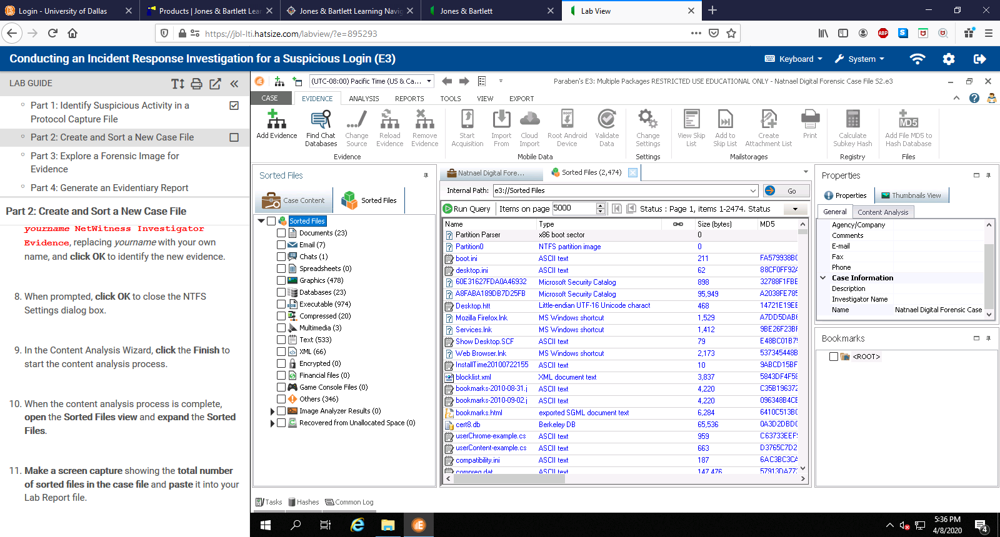 Login - University of Dallas
Products | Jones & Bartlett Lear
Jones & Bartlett Learning Navig
Jones & Bartlett
Lab View
https://jbl-lti.hatsize.com/labview/?e=895293
Conducting an Incident Response Investigation for a Suspicious Login (E3)
Keyboard
System
LAB GUIDE
Part 1: Identify Suspicious Activity in a
Protocol Capture File
Part 2: Create and Sort a New Case File
Part 3: Explore a Forensic Image for
Evidence
Part 4: Generate an Evidentiary Report
Part 2: Create and Sort a New Case File
yourname NetWitness Investigator
Evidence, replacing yourname with your own
name, and click OK to identify the new evidence.
8. When prompted, click OK to close the NTFS
Settings dialog box.
9. In the Content Analysis Wizard, click the Finish to
start the content analysis process.
10. When the content analysis process is complete,
open the Sorted Files view and expand the Sorted
Files.
11. Make a screen capture showing the total number
of sorted files in the case file and paste it into your
Lab Report file.
(UTC-08:00) Pacific Time (US & Ca...
Paraben's E3: Multiple Packages RESTRICTED USE EDUCATIONAL ONLY - Natnael Digital Forensic Case File S2.e3
CASE EVIDENCE ANALYSIS REPORTS TOOLS VIEW EXPORT
Add Evidence
Find Chat Databases
Change Source
Reload Evidence
Remove Evidence
Evidence
Start Acquisition
Import From
Cloud Import
Root Android Device
Validate Data
Mobile Data
Change Settings
Settings
View Skip List
Add to Skip List
Create Attachment List
Print
Mailstorages
Calculate Subkey Hash
Registry
Add File MD5 to Hash Database
Files
Sorted Files
Case Content
Sorted Files
Sorted Files
Documents (23)
Email (7)
Chats (1)
Spreadsheets (0)
Graphics (478)
Databases (23)
Executable (974)
Compressed (20)
Multimedia (3)
Text (533)
XML (66)
Encrypted (0)
Financial files (0)
Game Console Files (0)
Others (346)
Image Analyzer Results (0)
Recovered from Unallocated Space (0)
Natnael Digital Fore...
Sorted Files (2,474)
Internal Path: e3://Sorted Files
Go
Run Query
Items on page 5000
Status : Page 1, items 1-2474. Status
Name Type Size (bytes) MD5
Partition Parser x86 boot sector 0
Partition0 NTFS partition image 0
boot.ini ASCII text 211 FA579938B0
desktop.ini ASCII text 62 88CF0FF92A
60E31627FDA0A46932 Microsoft Security Catalog 898 32788F1FBE
A8FABA189DB7D25FB Microsoft Security Catalog 95,949 A2038FE785
Desktop.htt Little-endian UTF-16 Unicode charact 468 14721E19EE
Mozilla Firefox.lnk MS Windows shortcut 1,529 A7DD5DAB6
Services.lnk MS Windows shortcut 1,412 9BE26F23BF
Show Desktop.SCF ASCII text 79 E48BC01B75
Web Browser.lnk MS Windows shortcut 2,173 537345448B
InstallTime20100722155 ASCII text 10 9ABCD15BF
blocklist.xml XML document text 3,837 5843DF4F58
bookmarks-2010-08-31.j ASCII text 4,220 C35B196372
bookmarks-2010-09-02.j ASCII text 4,220 096348B4CE
bookmarks.html exported SGML document text 6,284 6410C513B0
cert8.db Berkeley DB 65,536 0A3D2DBD0
userChrome-example.cs ASCII text 959 C63733EEF9
userContent-example.cs ASCII text 663 D3765C7D2
compatibility.ini ASCII text 187 6AC3BC3CA
compreg.dat ASCII text 147,476 57913DA773
Properties
Properties
Thumbnails View
General
Content Analysis
Agency/Company
Comments
E-mail
Fax
Phone
Case Information
Description
Investigator Name
Name Natnael Digital Forensic Case
Bookmarks
<ROOT>
Tasks
Hashes
Common Log
5:36 PM
4/8/2020
4